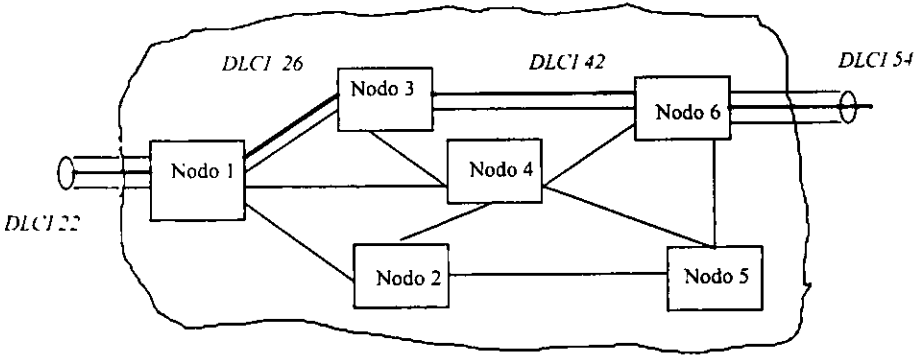 DLCI 26
DLCI 42
DLCI 54
Nodo 3
Nodo 6
Nodo 1
Nodo 4
DLCI 22
Nodo 2
Nodo 5